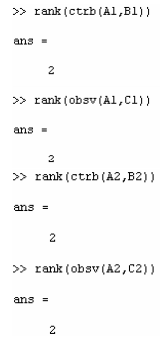 >> rank(ctrb(A1,B1))
ans =
2
>> rank(obsv(A1,C1))
ans =
2
>> rank(ctrb(A2,B2))
ans =
2
>> rank(obsv(A2,C2))
ans =
2